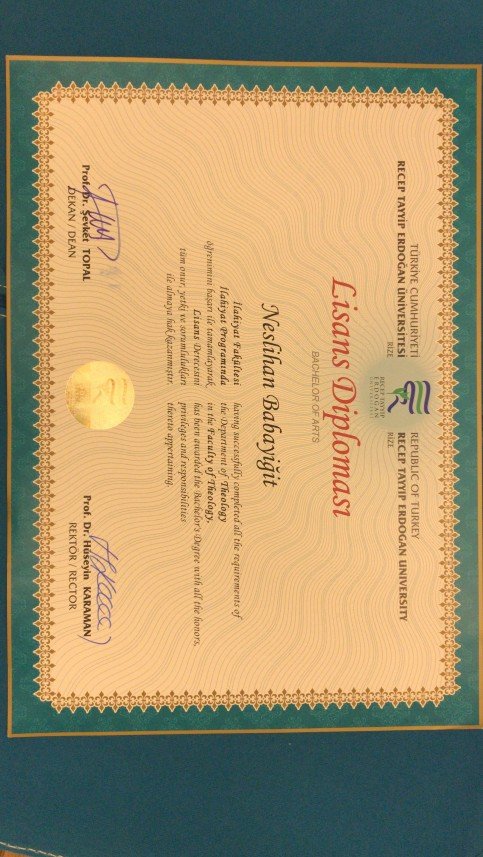 TÜRKİYE CUMHURİYETİ
RECEP TAYYİP ERDOĞAN ÜNİVERSİTESİ
RİZE
RECEP TAYYİP
ERDOĞAN
REPUBLIC OF TURKEY
RECEP TAYYIP ERDOGAN UNIVERSITY
RIZE
Lisans Diploması
BACHELOR OF ARTS
Neslihan Babayiğit
İlahiyat Fakültesi
İlahiyat Programında
öğrenimini başarı ile tamamlayarak
Lisans Derecesini
tüm onur, yetki ve sorumlulukları
ile almaya hak kazanmıştır.
having successfully completed all the requirements of
the Department of Theology
in the Faculty of Theology,
has been awarded the Bachelor's Degree with all the honors,
privileges and responsibilities
thereto appertaining.
Prof. Dr. Şevket TOPAL
DEKAN / DEAN
Prof. Dr. Hüseyin KARAMAN
REKTÖR / RECTOR